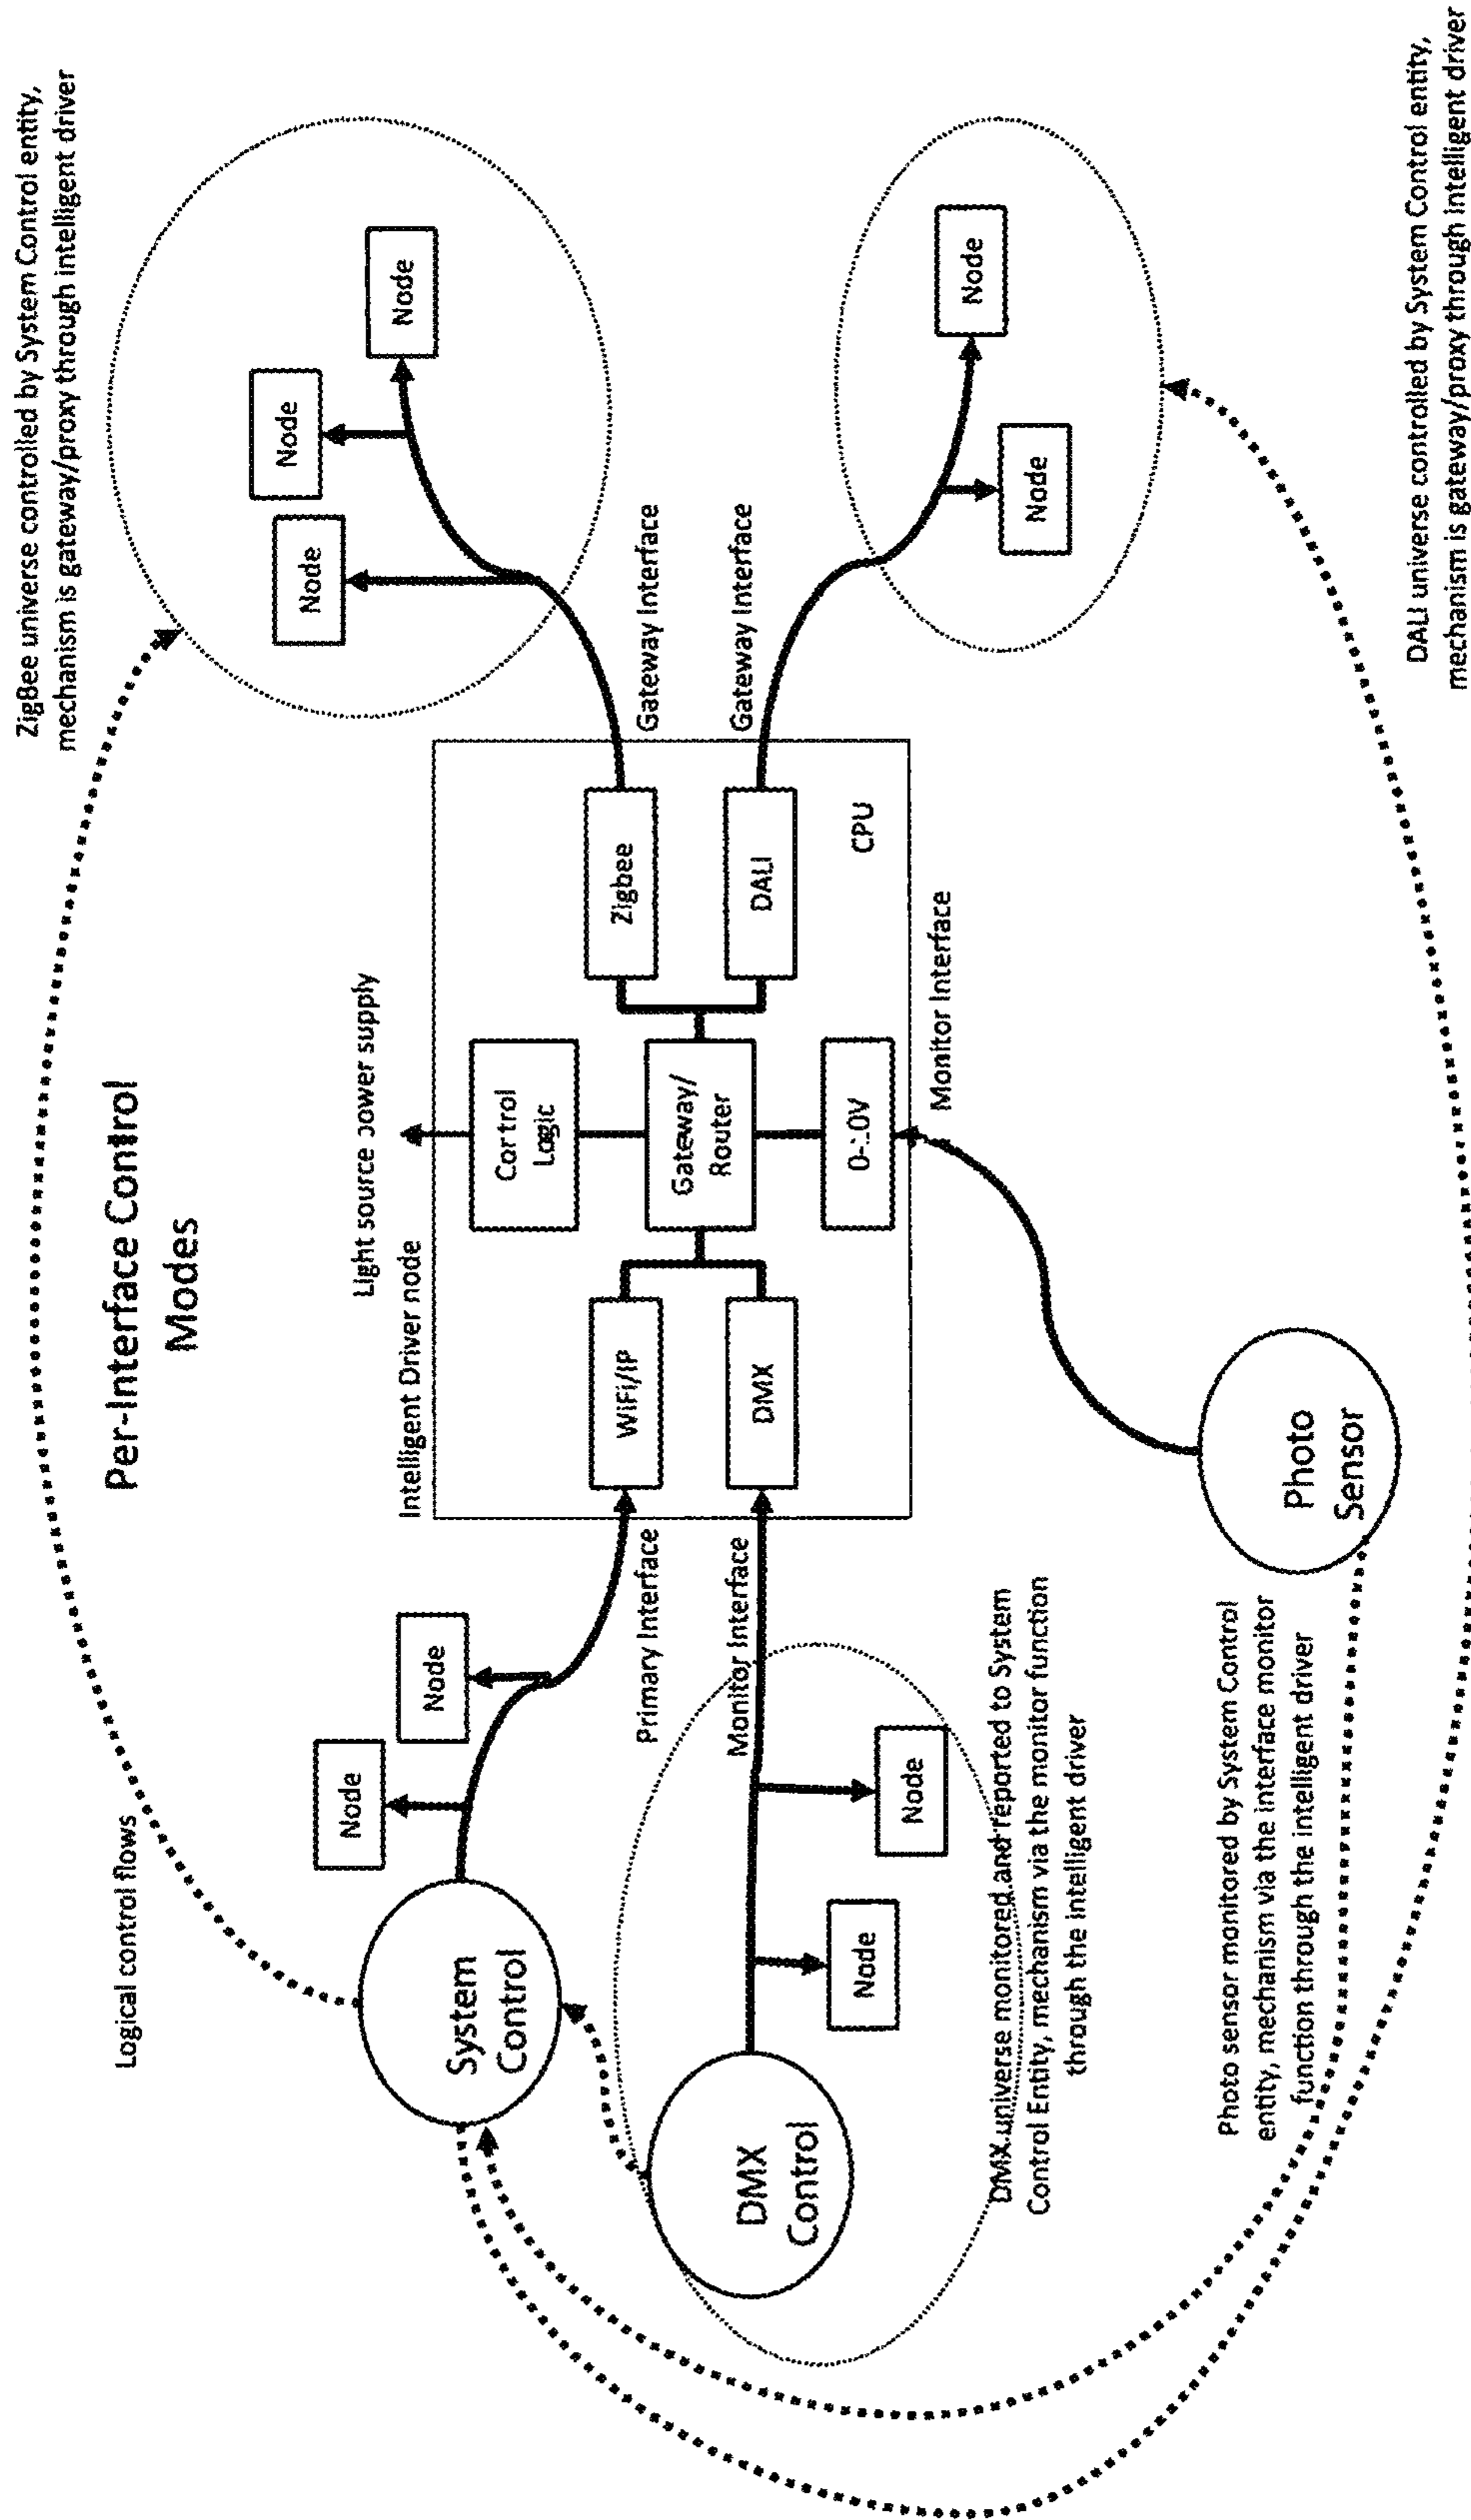 Per-Interface Control
Modes
Logical control flows
ZigBee universe controlled by System Control entity,
mechanism is gateway/proxy through intelligent driver
Light source power supply
Intelligent Driver node
System
Control
Node
Node
Primary Interface
WiFi/IP
Control
Logic
Gateway/
Router
Zigbee
Gateway Interface
Node
Node
Node
DMX
Control
Node
Node
Monitor Interface
DMX
0-10V
DALI
CPU
Gateway Interface
Node
Node
Monitor Interface
DMX universe monitored and reported to System
Control Entity, mechanism via the monitor function
through the intelligent driver
Photo
Sensor
Photo sensor monitored by System Control
entity, mechanism via the interface monitor
function through the intelligent driver
DALI universe controlled by System Control entity,
mechanism is gateway/proxy through intelligent driver